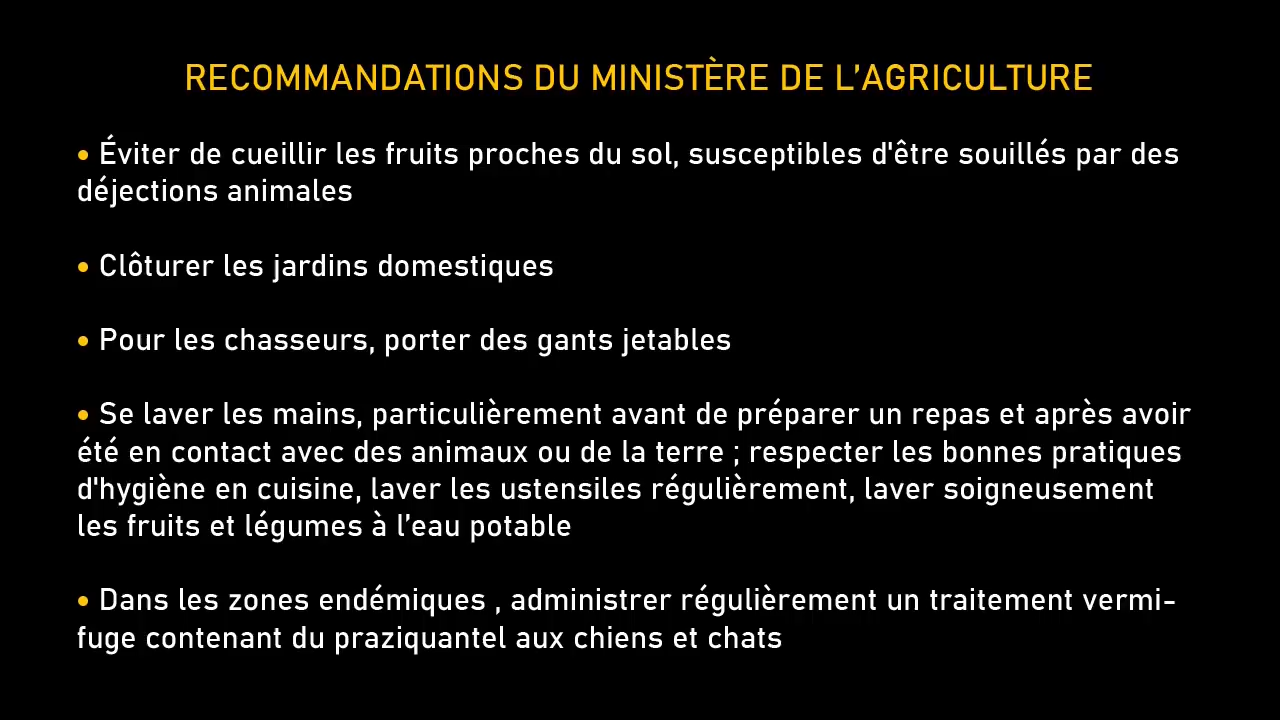 RECOMMANDATIONS DU MINISTÈRE DE L’AGRICULTURE
• Éviter de cueillir les fruits proches du sol, susceptibles d'être souillés par des
déjections animales
• Clôturer les jardins domestiques
• Pour les chasseurs, porter des gants jetables
• Se laver les mains, particulièrement avant de préparer un repas et après avoir
été en contact avec des animaux ou de la terre ; respecter les bonnes pratiques
d'hygiène en cuisine, laver les ustensiles régulièrement, laver soigneusement
les fruits et légumes à l’eau potable
• Dans les zones endémiques , administrer régulièrement un traitement vermi-
fuge contenant du praziquantel aux chiens et chats